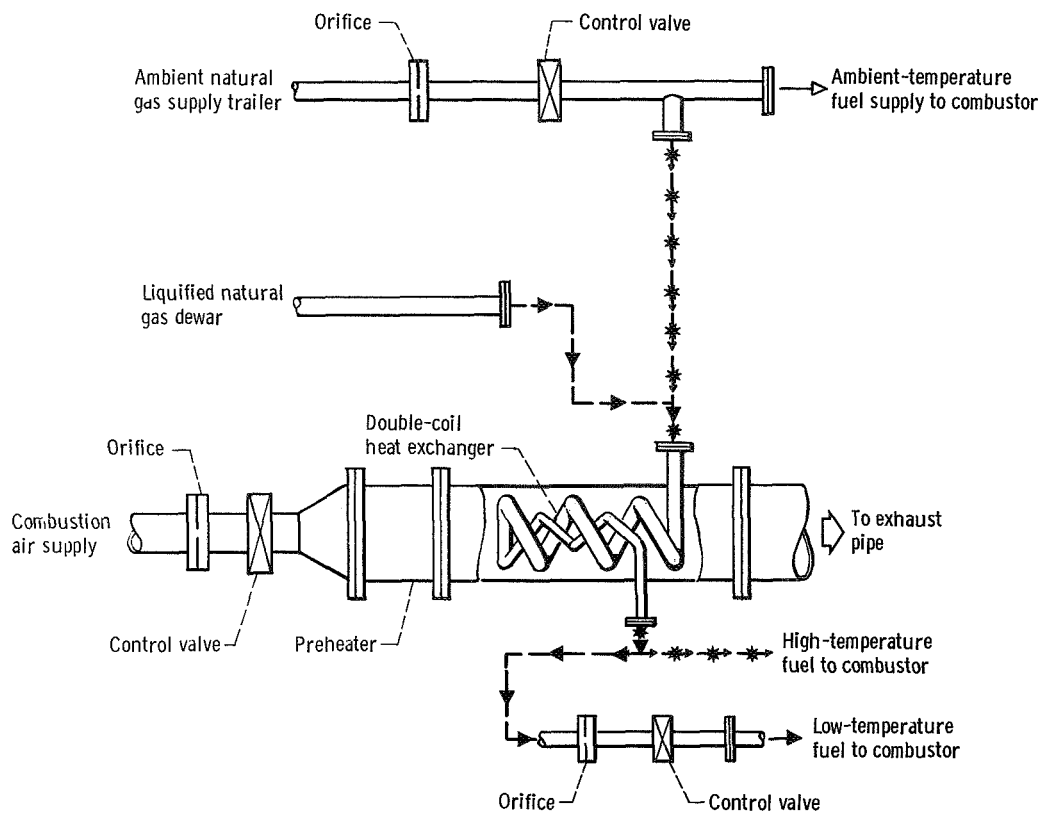 Orifice
Control valve
Ambient natural
gas supply trailer
Ambient-temperature
fuel supply to combustor
Liquified natural
gas dewar
Double-coil
heat exchanger
Orifice
Combustion
air supply
To exhaust
pipe
Control valve
Preheater
High-temperature
fuel to combustor
Low-temperature
fuel to combustor
Orifice
Control valve